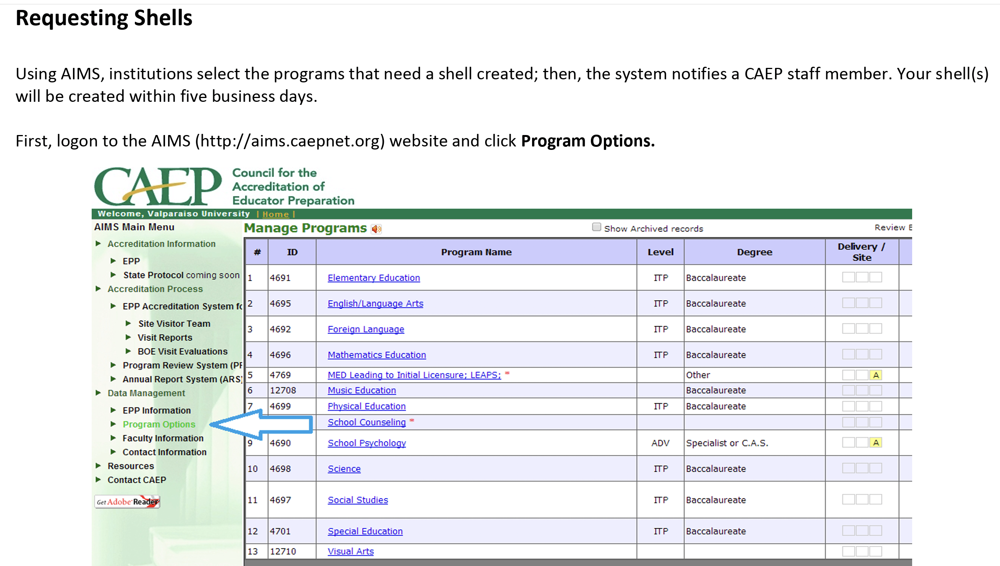 Requesting Shells
Using AIMS, institutions select the programs that need a shell created; then, the system notifies a CAEP staff member. Your shell(s)
will be created within five business days.
First, logon to the AIMS (http://aims.caepnet.org) website and click Program Options.
CAEP
Council for the
Accreditation of
Educator Preparation
Welcome, Valparaiso University | Home |
AIMS Main Menu
Accreditation Information
EPP
State Protocol coming soon
Accreditation Process
EPP Accreditation System fo
Site Visitor Team
Visit Reports
BOE Visit Evaluations
Program Review System (PR
Annual Report System (ARS)
Data Management
EPP Information
Program Options
Faculty Information
Contact Information
Resources
Contact CAEP
Get Adobe Reader
Manage Programs Show Archived records Review E
# ID Program Name Level Degree Delivery /
Site
1 4691 Elementary Education ITP Baccalaureate
2 4695 English/Language Arts ITP Baccalaureate
3 4692 Foreign Language ITP Baccalaureate
4 4696 Mathematics Education ITP Baccalaureate
5 4769 MED Leading to Initial Licensure; LEAPS; * Other A
6 12708 Music Education Baccalaureate
7 4699 Physical Education ITP Baccalaureate
School Counseling *
9 4690 School Psychology ADV Specialist or C.A.S. A
10 4698 Science ITP Baccalaureate
11 4697 Social Studies ITP Baccalaureate
12 4701 Special Education ITP Baccalaureate
13 12710 Visual Arts